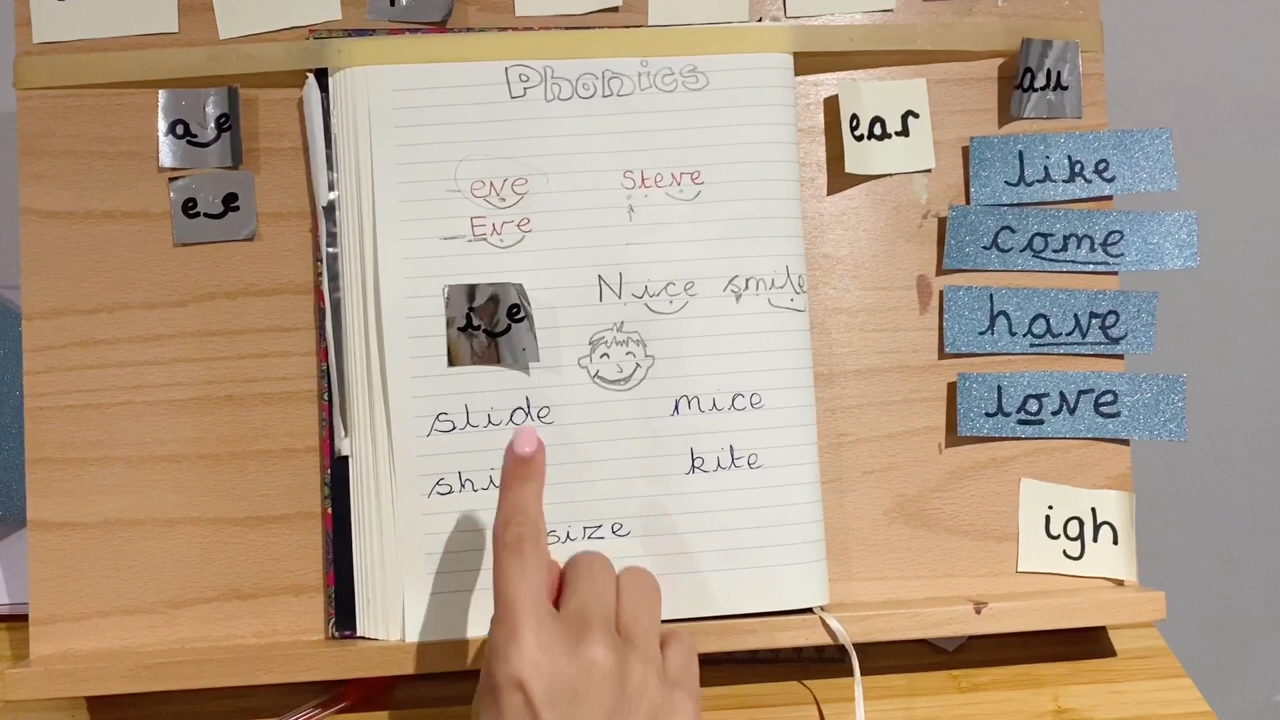 Phonics
a_e
e_e
eve Steve
Eve
i_e
Nice smile
slide mice
kite
size
ear
au
like
come
have
love
igh